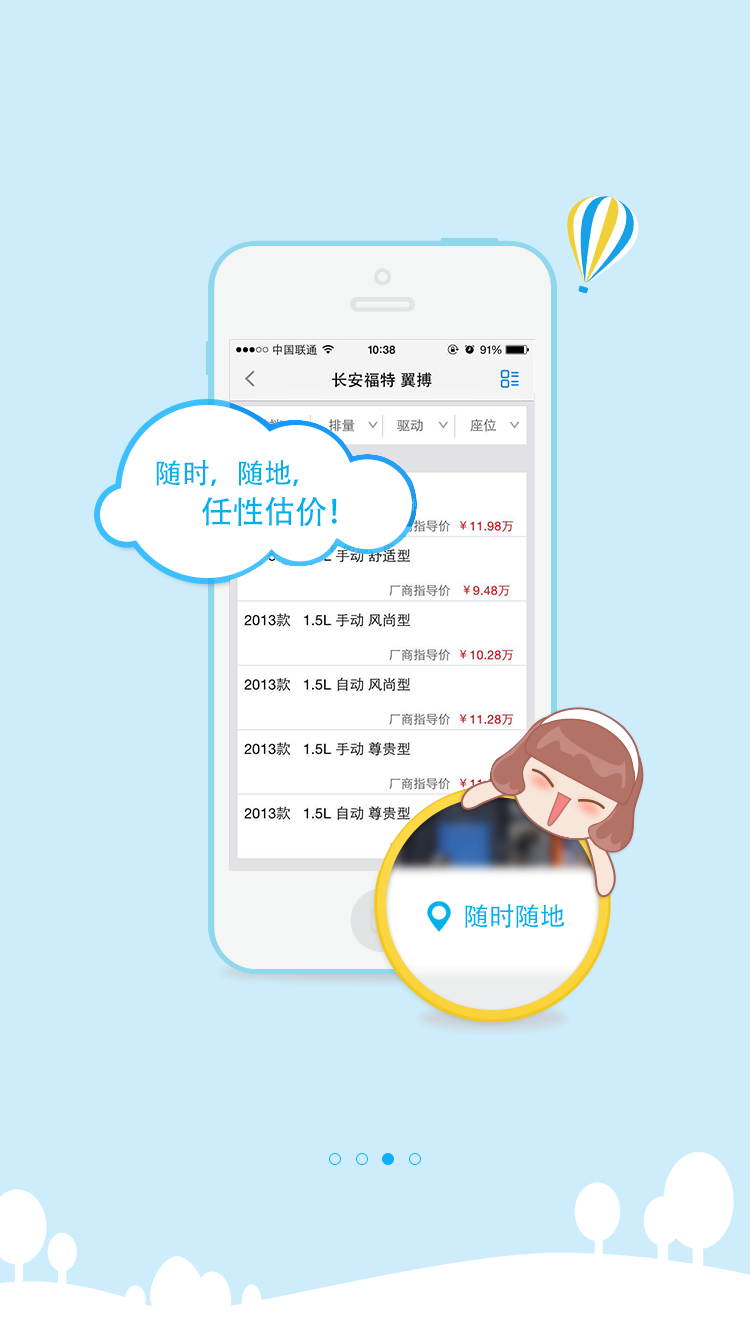 中国联通 10:38 91%
长安福特 翼搏
排量 驱动 座位
随时，随地，
任性估价！
指导价 ￥11.98万
手动 舒适型
厂商指导价 ￥9.48万
2013款 1.5L 手动 风尚型
厂商指导价 ￥10.28万
2013款 1.5L 自动 风尚型
厂商指导价 ￥11.28万
2013款 1.5L 手动 尊贵型
厂商指导价
2013款 1.5L 自动 尊贵型
随时随地